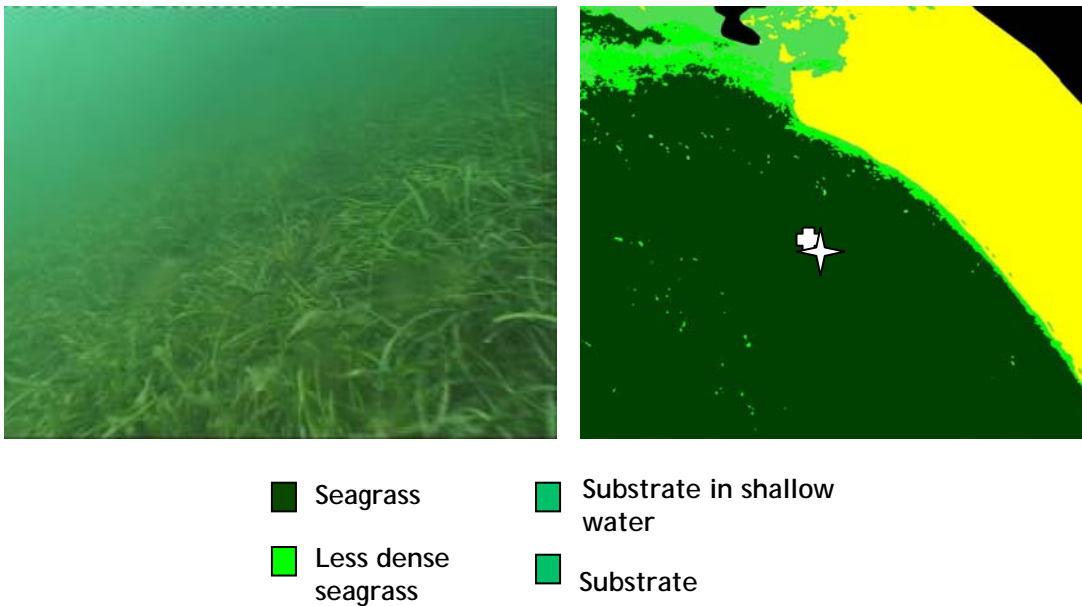 Seagrass
Less dense
seagrass
Substrate in shallow
water
Substrate